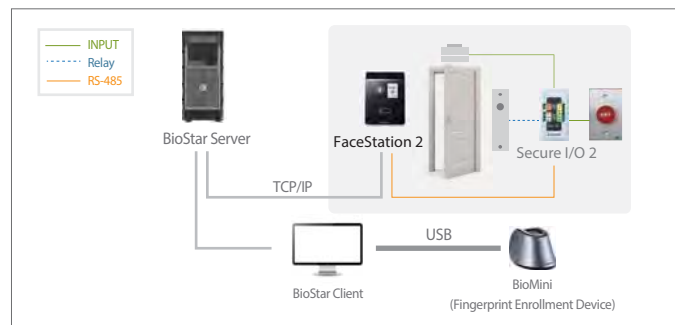 INPUT
Relay
RS-485
BioStar Server
FaceStation 2
Secure I/O 2
TCP/IP
USB
BioStar Client
BioMini
(Fingerprint Enrollment Device)